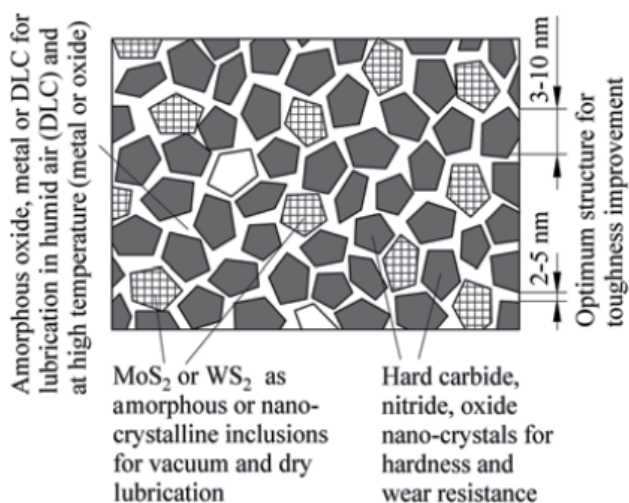 Amorphous oxide, metal or DLC for
lubrication in humid air (DLC) and
at high temperature (metal or oxide)
3-10 nm
2-5 nm
Optimum structure for
toughness improvement
MoS₂ or WS₂ as
amorphous or nano-
crystalline inclusions
for vacuum and dry
lubrication
Hard carbide,
nitride, oxide
nano-crystals for
hardness and
wear resistance